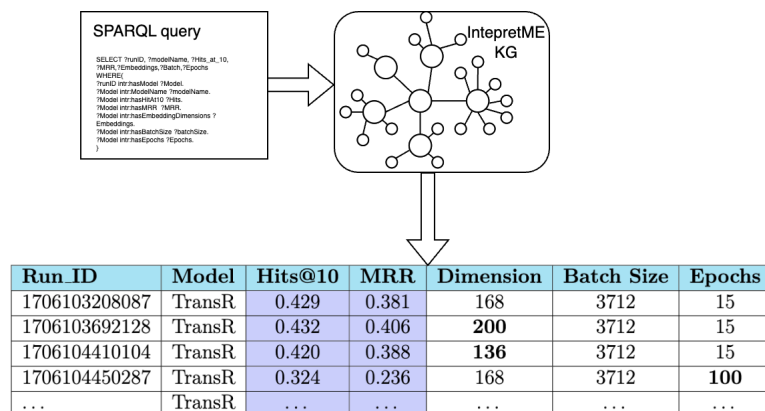 SPARQL query
SELECT ?runID, ?modelName, ?Hits_at_10,
?MRR,?Embeddings,?Batch,?Epochs
WHERE{
?runID intr:hasModel ?Model.
?Model intr:ModelName ?modelName.
?Model intr:hasHitAt10 ?Hits.
?Model intr:hasMRR ?MRR.
?Model intr:hasEmbeddingDimensions ?
Embeddings.
?Model intr:hasBatchSize ?batchSize.
?Model intr:hasEpochs ?Epochs.
}
IntepretME
KG
Run_ID Model Hits@10 MRR Dimension Batch Size Epochs
1706103208087 TransR 0.429 0.381 168 3712 15
1706103692128 TransR 0.432 0.406 200 3712 15
1706104410104 TransR 0.420 0.388 136 3712 15
1706104450287 TransR 0.324 0.236 168 3712 100
... TransR ... ... ... ... ...